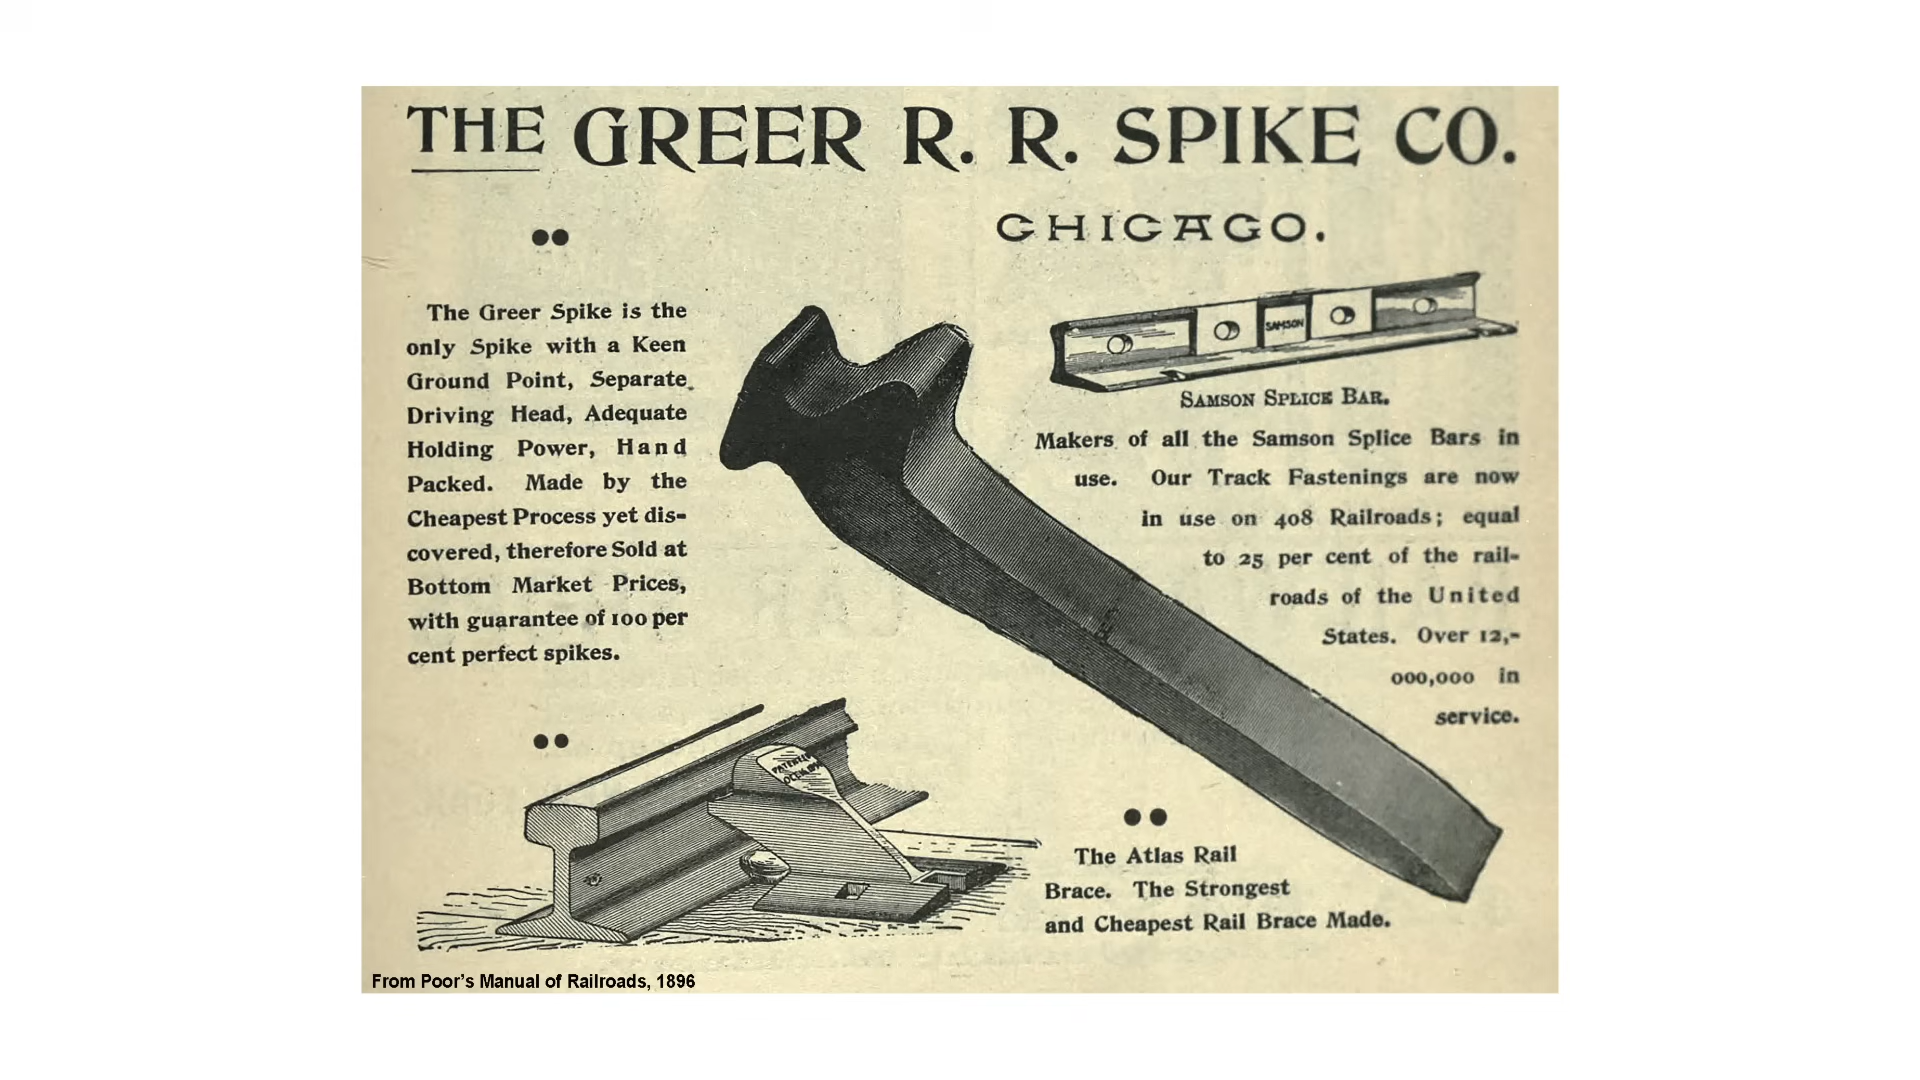 THE GREER R. R. SPIKE CO.
CHICAGO.
The Greer Spike is the
only Spike with a Keen
Ground Point, Separate
Driving Head, Adequate
Holding Power, Hand
Packed. Made by the
Cheapest Process yet dis-
covered, therefore Sold at
Bottom Market Prices,
with guarantee of 100 per
cent perfect spikes.
SAMSON
SAMSON SPLICE BAR.
Makers of all the Samson Splice Bars in
use. Our Track Fastenings are now
in use on 408 Railroads; equal
to 25 per cent of the rail-
roads of the United
States. Over 12,-
000,000 in
service.
The Atlas Rail
Brace. The Strongest
and Cheapest Rail Brace Made.
From Poor's Manual of Railroads, 1896